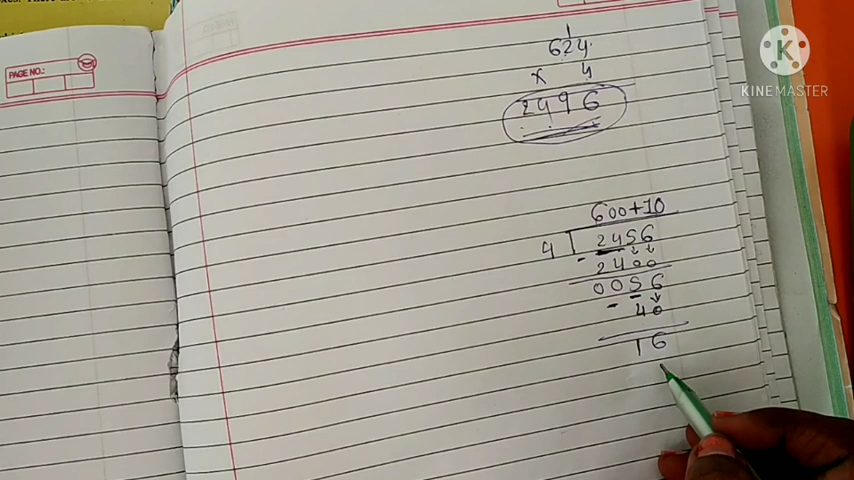 PAGE NO.:
1
624
x 4
2496
600+10
4 2456
- 2400
0056
- 40
16
K
KINEMASTER